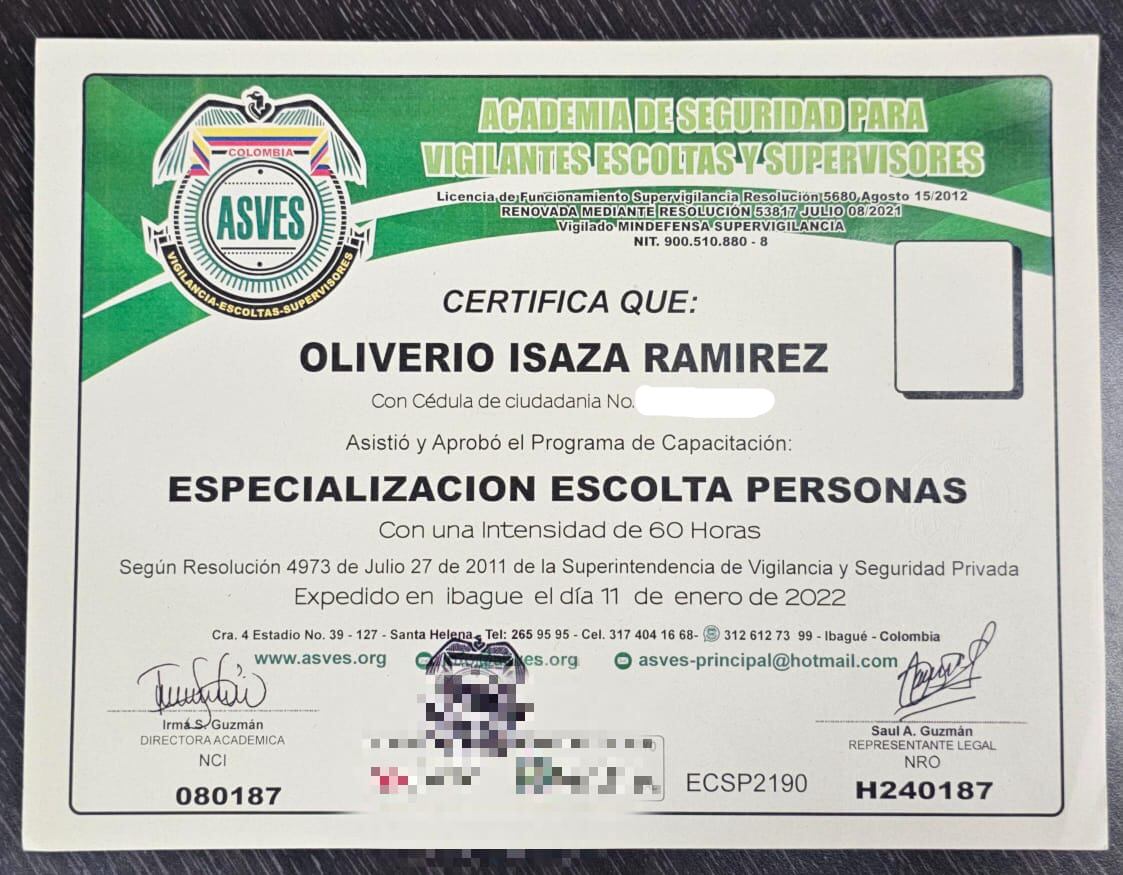 COLOMBIA
ASVES
VIGILANCIA-ESCOLTAS-SUPERVISORES
ACADEMIA DE SEGURIDAD PARA
VIGILANTES ESCOLTAS Y SUPERVISORES
Licencia de Funcionamiento Supervigilancia Resolución 5680 Agosto 15/2012
RENOVADA MEDIANTE RESOLUCIÓN 53817 JULIO 08/2021
Vigilado MINDEFENSA SUPERVIGILANCIA
NIT. 900.510.880 - 8
CERTIFICA QUE:
OLIVERIO ISAZA RAMIREZ
Con Cédula de ciudadania No.
Asistió y Aprobó el Programa de Capacitación:
ESPECIALIZACION ESCOLTA PERSONAS
Con una Intensidad de 60 Horas
Según Resolución 4973 de Julio 27 de 2011 de la Superintendencia de Vigilancia y Seguridad Privada
Expedido en ibague el día 11 de enero de 2022
Cra. 4 Estadio No. 39 - 127 - Santa Helena - Tel: 265 95 95 - Cel. 317 404 16 68- 312 612 73 99 - Ibagué - Colombia
www.asves.org asves-principal@hotmail.com
Irma S. Guzmán
DIRECTORA ACADEMICA
NCI
080187
ECSP2190
Saul A. Guzmán
REPRESENTANTE LEGAL
NRO
H240187